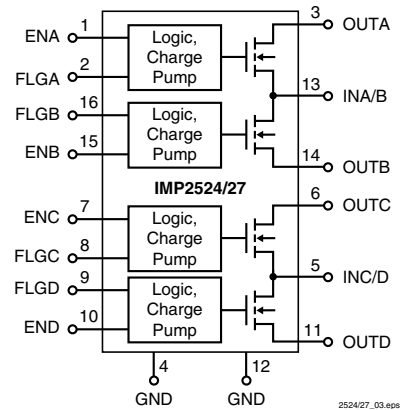 ENA 1
Logic,
Charge
Pump
3 OUTA
FLGA 2
13 INA/B
FLGB 16
Logic,
Charge
Pump
ENB 15
14 OUTB
IMP2524/27
ENC 7
Logic,
Charge
Pump
6 OUTC
FLGC 8
5 INC/D
FLGD 9
Logic,
Charge
Pump
END 10
11 OUTD
4
GND
12
GND
2524/27_03.eps